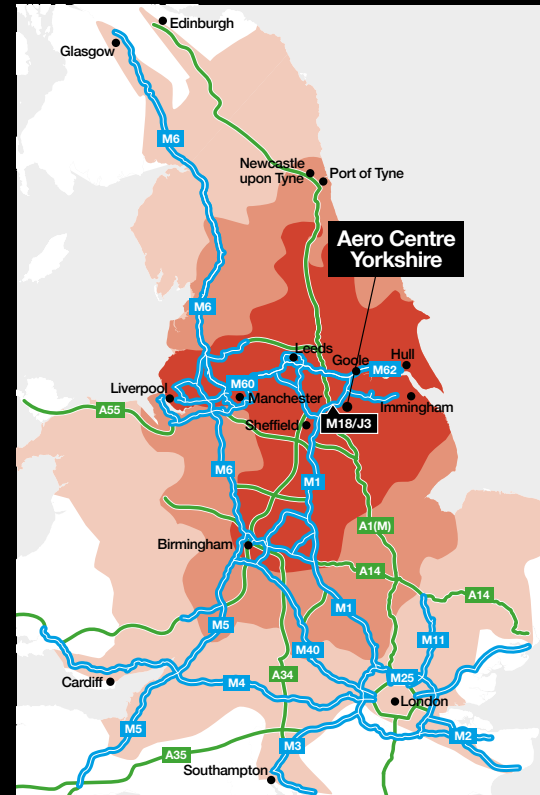 Edinburgh
Glasgow
M6
Newcastle
upon Tyne
Port of Tyne
Aero Centre
Yorkshire
M6
Leeds
Goole
Hull
M62
Liverpool
M60
Manchester
Immingham
A55
Sheffield
M18/J3
M6
M1
A1(M)
Birmingham
A14
A14
M1
M5
M11
M40
Cardiff
M4
A34
M25
London
M5
M2
M3
A35
Southampton